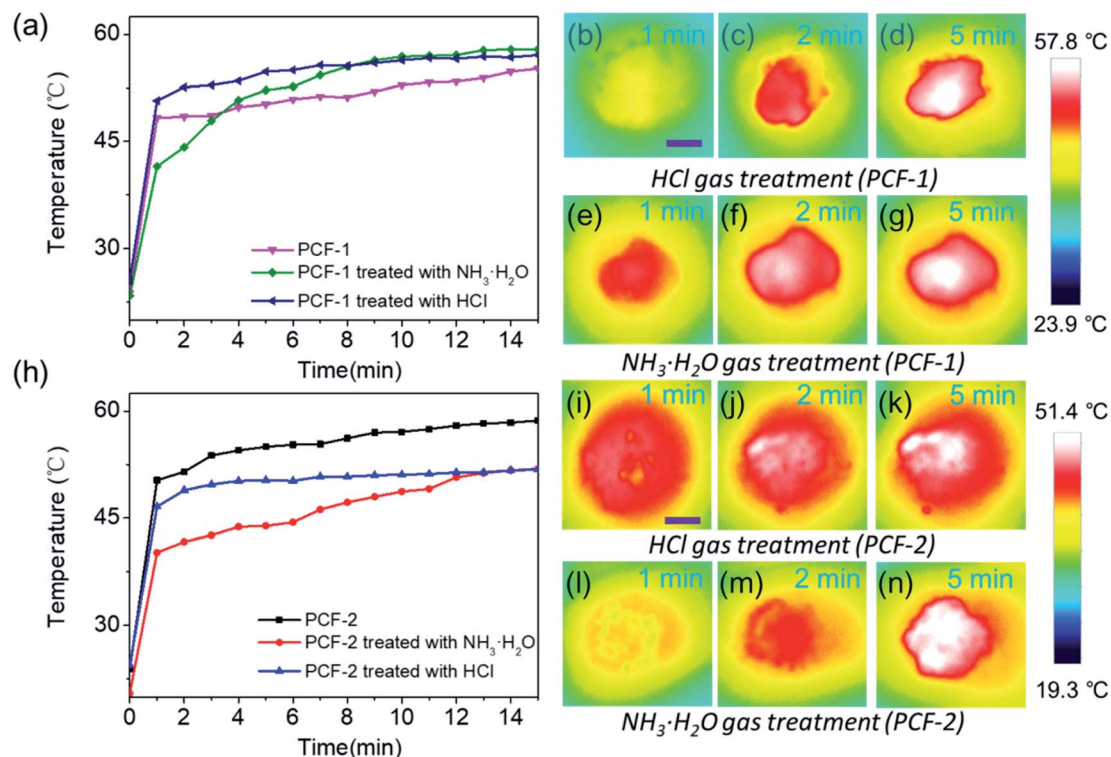 (a)
60
45
30
Temperature (℃)
PCF-1
PCF-1 treated with NH₃·H₂O
PCF-1 treated with HCl
0 2 4 6 8 10 12 14
Time(min)
(b) 1 min
(c) 2 min
(d) 5 min
HCl gas treatment (PCF-1)
(e) 1 min
(f) 2 min
(g) 5 min
NH₃·H₂O gas treatment (PCF-1)
57.8 ℃
23.9 ℃
(h)
60
45
30
Temperature (℃)
PCF-2
PCF-2 treated with NH₃·H₂O
PCF-2 treated with HCl
0 2 4 6 8 10 12 14
Time(min)
(i) 1 min
(j) 2 min
(k) 5 min
HCl gas treatment (PCF-2)
(l) 1 min
(m) 2 min
(n) 5 min
NH₃·H₂O gas treatment (PCF-2)
51.4 ℃
19.3 ℃